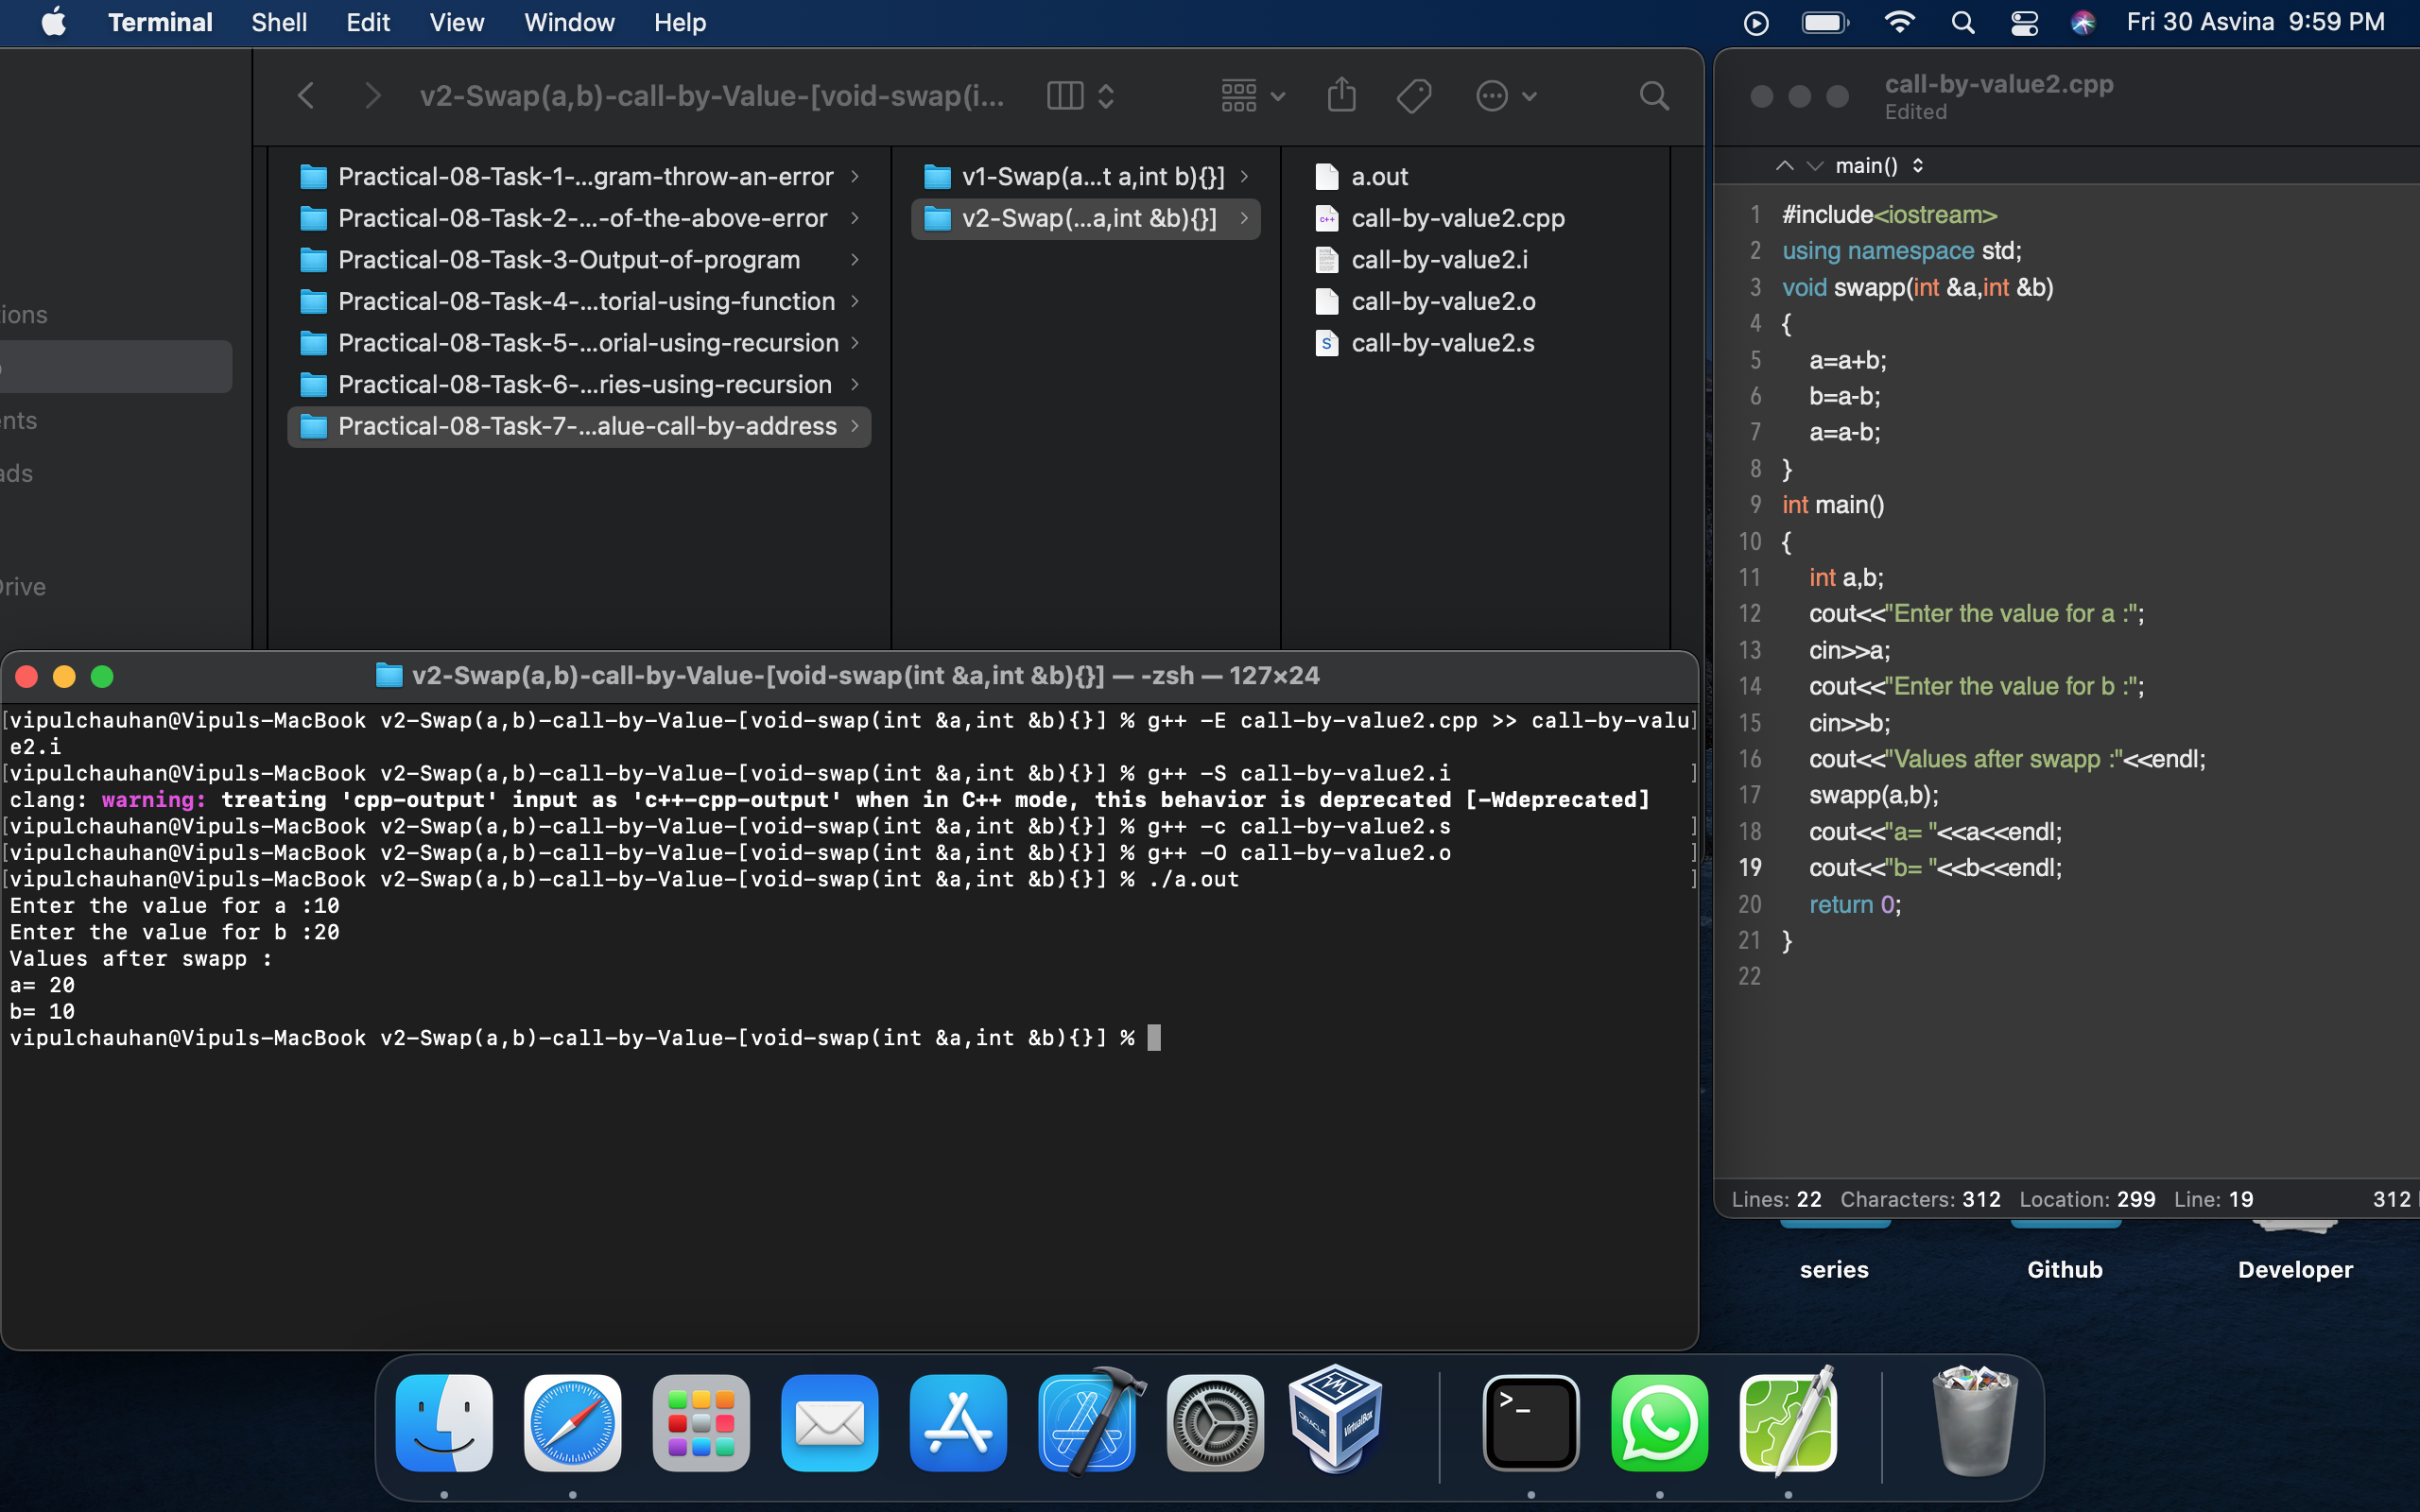 Terminal Shell Edit View Window Help
Fri 30 Asvina 9:59 PM
ions
ents
ads
Drive
v2-Swap(a,b)-call-by-Value-[void-swap(i...
Practical-08-Task-1-...gram-throw-an-error
Practical-08-Task-2-...-of-the-above-error
Practical-08-Task-3-Output-of-program
Practical-08-Task-4-...torial-using-function
Practical-08-Task-5-...orial-using-recursion
Practical-08-Task-6-...ries-using-recursion
Practical-08-Task-7-...alue-call-by-address
v1-Swap(a...t a,int b){}]
v2-Swap(...a,int &b){}]
a.out
call-by-value2.cpp
call-by-value2.i
call-by-value2.o
call-by-value2.s
v2-Swap(a,b)-call-by-Value-[void-swap(int &a,int &b){}] — -zsh — 127×24
[vipulchauhan@Vipuls-MacBook v2-Swap(a,b)-call-by-Value-[void-swap(int &a,int &b){}] % g++ -E call-by-value2.cpp >> call-by-valu]
e2.i
[vipulchauhan@Vipuls-MacBook v2-Swap(a,b)-call-by-Value-[void-swap(int &a,int &b){}] % g++ -S call-by-value2.i ]
clang: warning: treating 'cpp-output' input as 'c++-cpp-output' when in C++ mode, this behavior is deprecated [-Wdeprecated]
[vipulchauhan@Vipuls-MacBook v2-Swap(a,b)-call-by-Value-[void-swap(int &a,int &b){}] % g++ -c call-by-value2.s ]
[vipulchauhan@Vipuls-MacBook v2-Swap(a,b)-call-by-Value-[void-swap(int &a,int &b){}] % g++ -O call-by-value2.o ]
[vipulchauhan@Vipuls-MacBook v2-Swap(a,b)-call-by-Value-[void-swap(int &a,int &b){}] % ./a.out ]
Enter the value for a :10
Enter the value for b :20
Values after swapp :
a= 20
b= 10
vipulchauhan@Vipuls-MacBook v2-Swap(a,b)-call-by-Value-[void-swap(int &a,int &b){}] %
call-by-value2.cpp
Edited
main()
1 #include<iostream>
2 using namespace std;
3 void swapp(int &a,int &b)
4 {
5 a=a+b;
6 b=a-b;
7 a=a-b;
8 }
9 int main()
10 {
11 int a,b;
12 cout<<"Enter the value for a :";
13 cin>>a;
14 cout<<"Enter the value for b :";
15 cin>>b;
16 cout<<"Values after swapp :"<<endl;
17 swapp(a,b);
18 cout<<"a= "<<a<<endl;
19 cout<<"b= "<<b<<endl;
20 return 0;
21 }
22
Lines: 22 Characters: 312 Location: 299 Line: 19 312
series Github Developer
>_
ORACLE VirtualBox